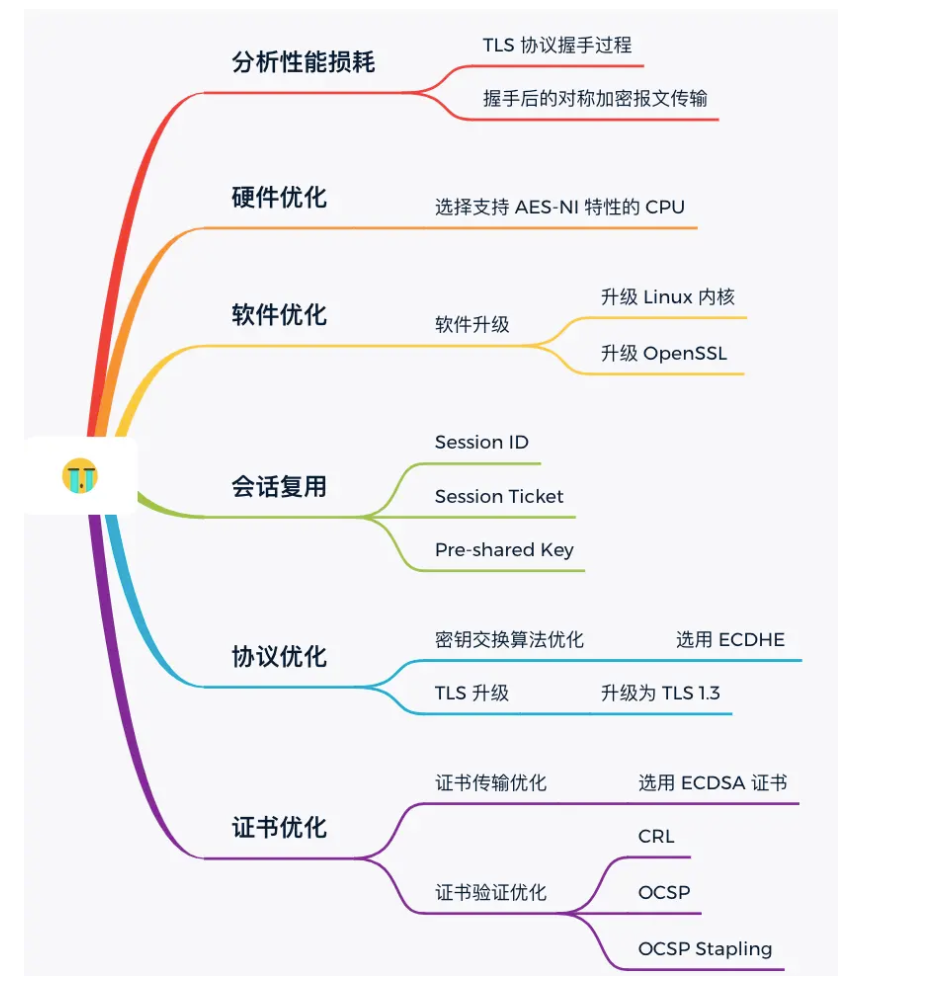 分析性能损耗
TLS 协议握手过程
握手后的对称加密报文传输
硬件优化
选择支持 AES-NI 特性的 CPU
软件优化
软件升级
升级 Linux 内核
升级 OpenSSL
会话复用
Session ID
Session Ticket
Pre-shared Key
协议优化
密钥交换算法优化
选用 ECDHE
TLS 升级
升级为 TLS 1.3
证书优化
证书传输优化
选用 ECDSA 证书
证书验证优化
CRL
OCSP
OCSP Stapling